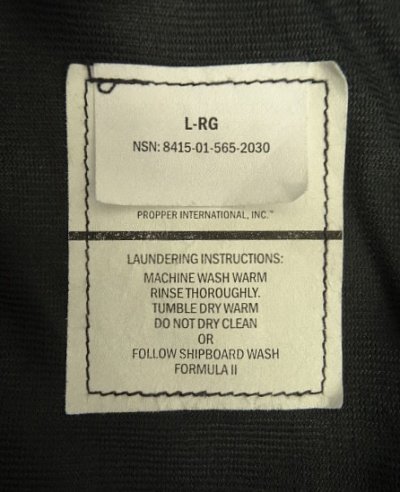 L-RG
NSN: 8415-01-565-2030
PROPPER INTERNATIONAL, INC.™
LAUNDERING INSTRUCTIONS:
MACHINE WASH WARM
RINSE THOROUGHLY.
TUMBLE DRY WARM
DO NOT DRY CLEAN
OR
FOLLOW SHIPBOARD WASH
FORMULA II